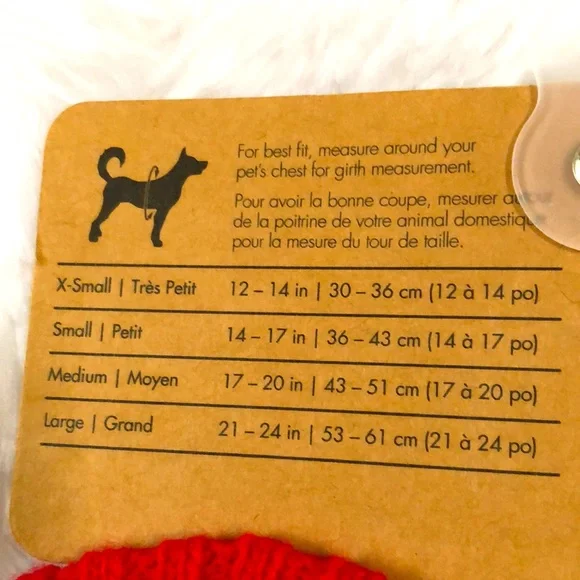 For best fit, measure around your
pet's chest for girth measurement.
Pour avoir la bonne coupe, mesurer
de la poitrine de votre animal domestique
pour la mesure du tour de taille.
X-Small | Très Petit 12 – 14 in | 30 – 36 cm (12 à 14 po)
Small | Petit 14 – 17 in | 36 – 43 cm (14 à 17 po)
Medium | Moyen 17 – 20 in | 43 – 51 cm (17 à 20 po)
Large | Grand 21 – 24 in | 53 – 61 cm (21 à 24 po)